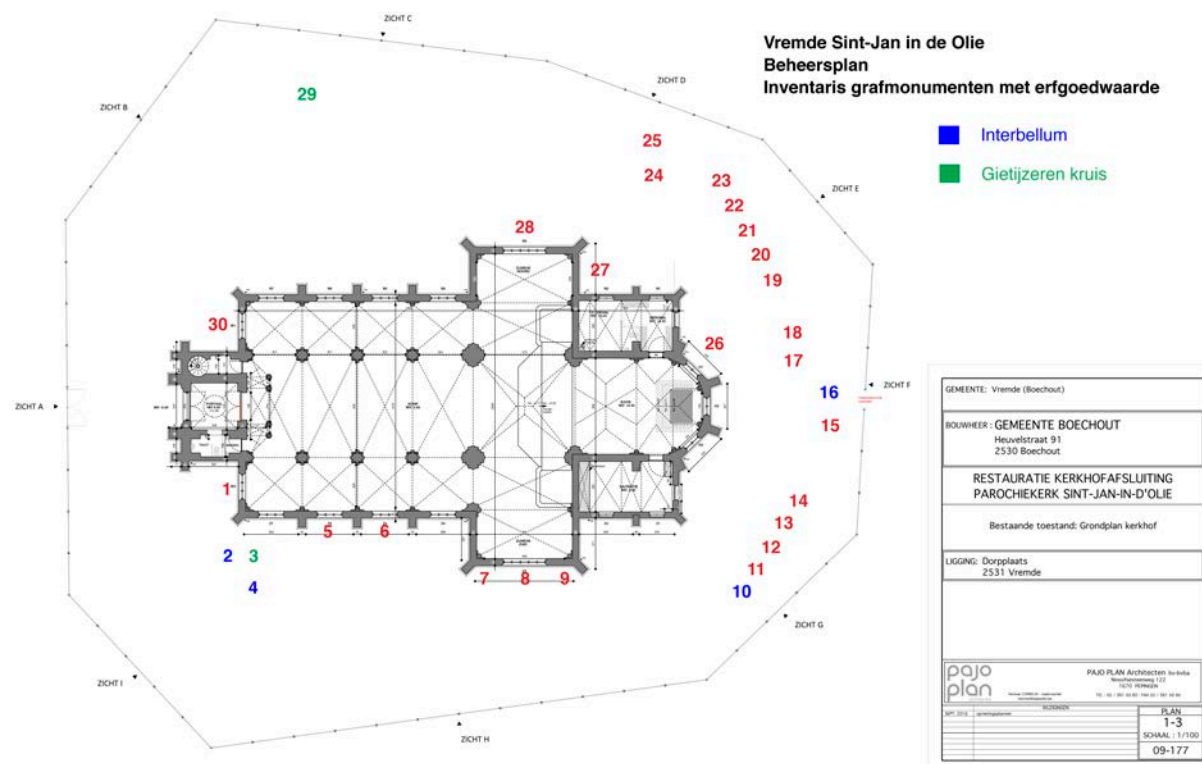 Vremde Sint-Jan in de Olie
Beheersplan
Inventaris grafmonumenten met erfgoedwaarde
Interbellum
Gietijzeren kruis
ZICHT C
ZICHT D
ZICHT B
29
25
24
23
ZICHT E
22
21
28
20
27
19
30
18
26
17
16
ZICHT F
ZICHT A
15
1
14
5
6
13
2
3
12
11
7
8
9
4
10
ZICHT G
ZICHT I
ZICHT H
GEMEENTE: Vremde (Boechout)
BOUWHEER : GEMEENTE BOECHOUT
Heuvelstraat 91
2530 Boechout
RESTAURATIE KERKHOFAFSLUITING
PAROCHIEKERK SINT-JAN-IN-D'OLIE
Bestaande toestand: Grondplan kerkhof
LIGGING: Dorpplaats
2531 Vremde
pajo
plan
PAJO PLAN Architecten
PLAN
1-3
SCHAAL : 1/100
09-177